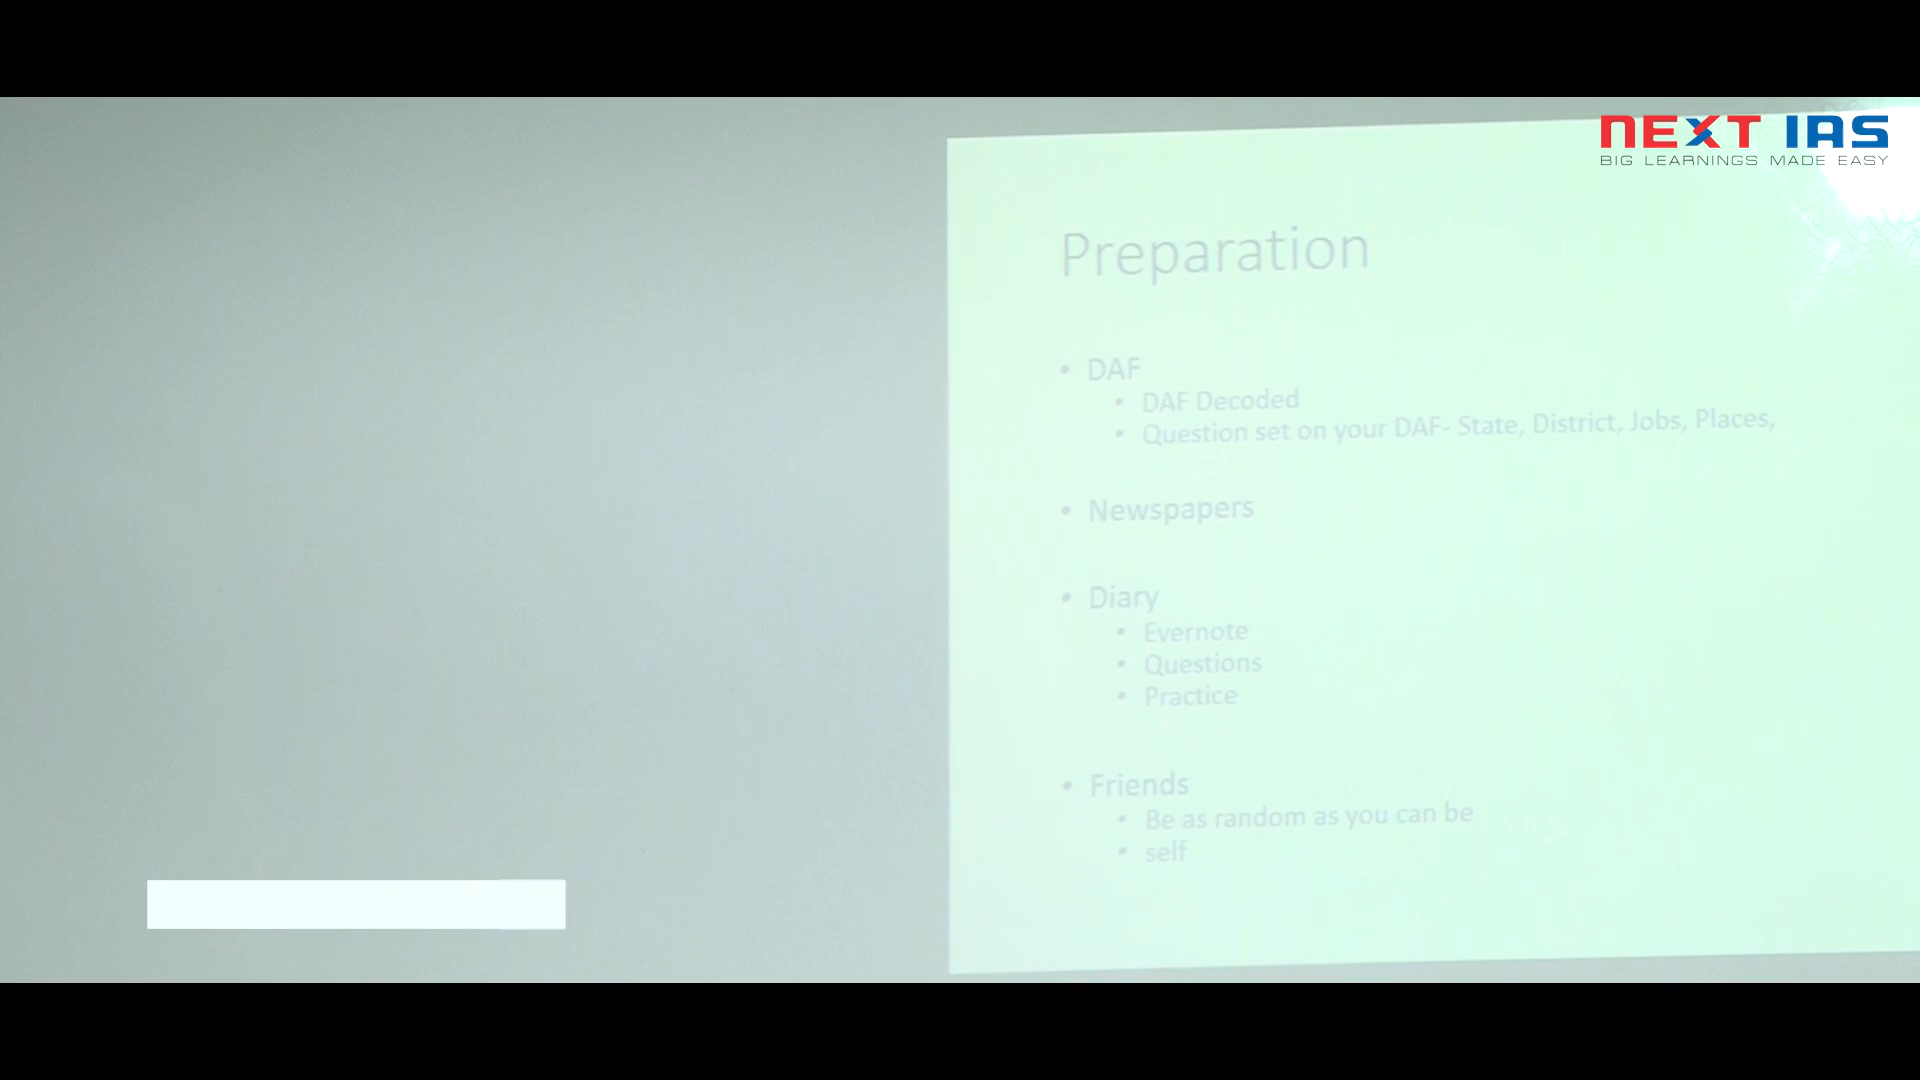 NEXT IAS
BIG LEARNINGS MADE EASY
Preparation
• DAF
• DAF Decoded
• Question set on your DAF- State, District, Jobs, Places,
• Newspapers
• Diary
• Evernote
• Questions
• Practice
• Friends
• Be as random as you can be
• self